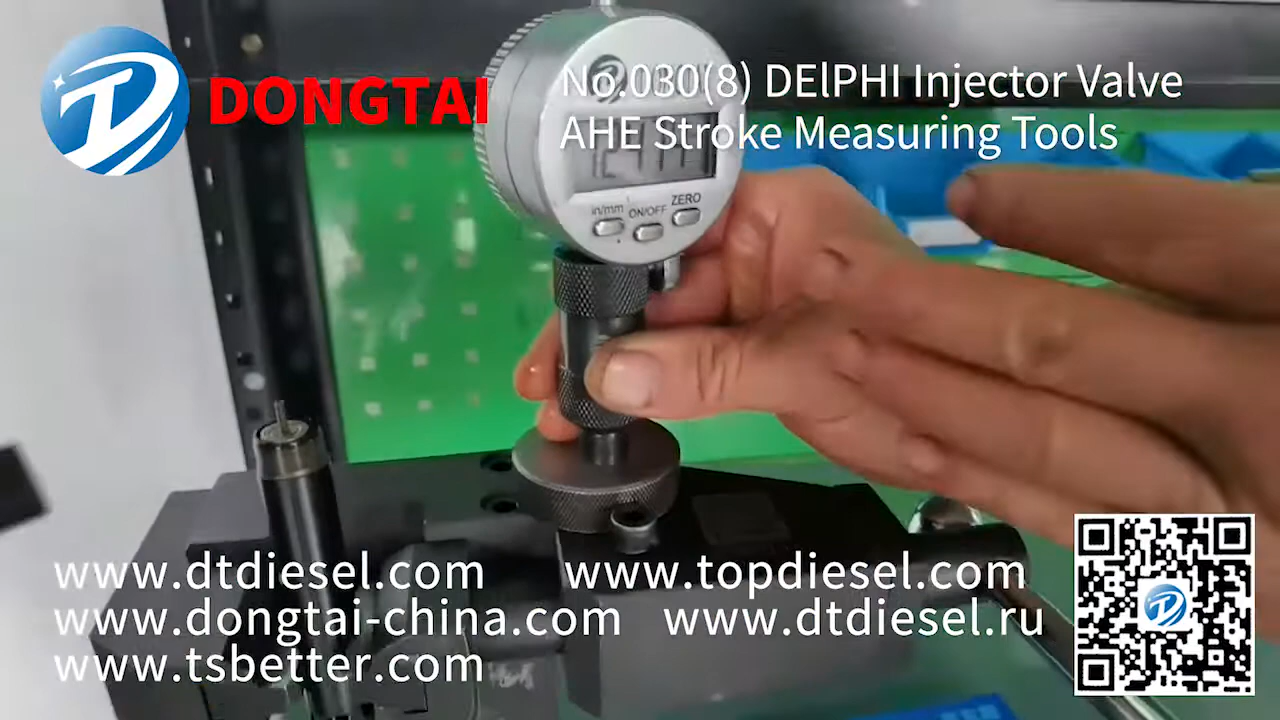 DONGTAI
No.030(8) DElPHI Injector Valve
AHE Stroke Measuring Tools
in/mm ON/OFF ZERO
www.dtdiesel.com www.topdiesel.com
www.dongtai-china.com www.dtdiesel.ru
www.tsbetter.com